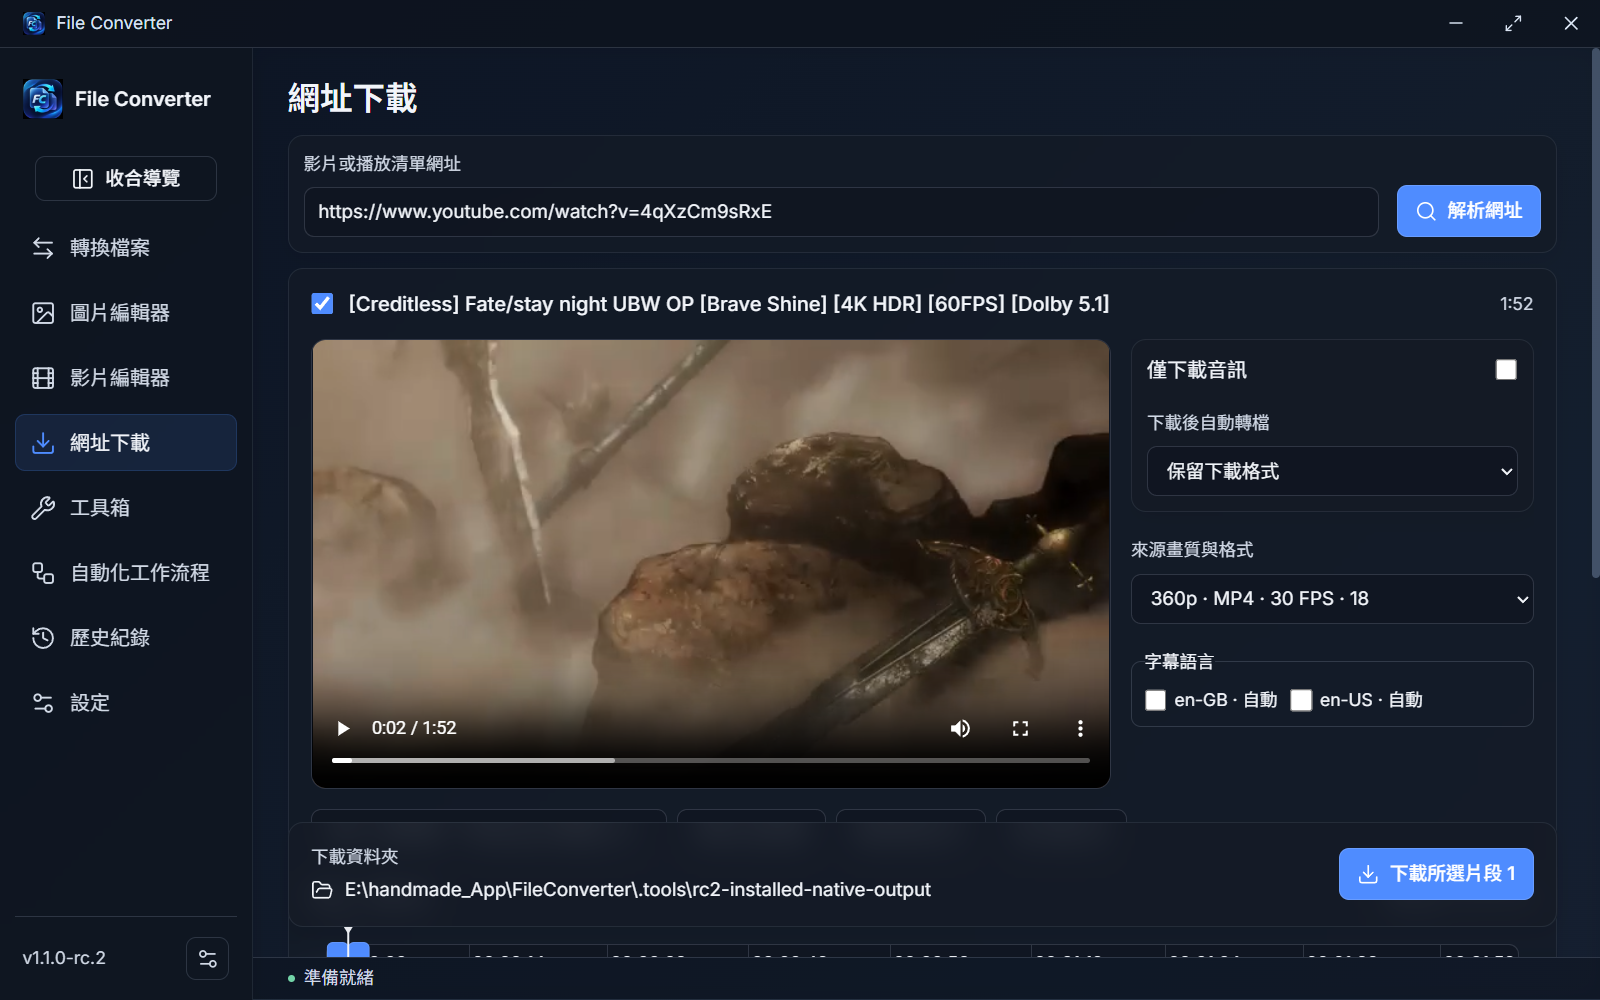 File Converter
File Converter
收合導覽
轉換檔案
圖片編輯器
影片編輯器
網址下載
工具箱
自動化工作流程
歷史紀錄
設定
v1.1.0-rc.2
網址下載
影片或播放清單網址
https://www.youtube.com/watch?v=4qXzCm9sRxE
解析網址
[Creditless] Fate/stay night UBW OP [Brave Shine] [4K HDR] [60FPS] [Dolby 5.1]
1:52
0:02 / 1:52
僅下載音訊
下載後自動轉檔
保留下載格式
來源畫質與格式
360p · MP4 · 30 FPS · 18
字幕語言
en-GB · 自動
en-US · 自動
下載資料夾
E:\handmade_App\FileConverter\.tools\rc2-installed-native-output
下載所選片段 1
準備就緒